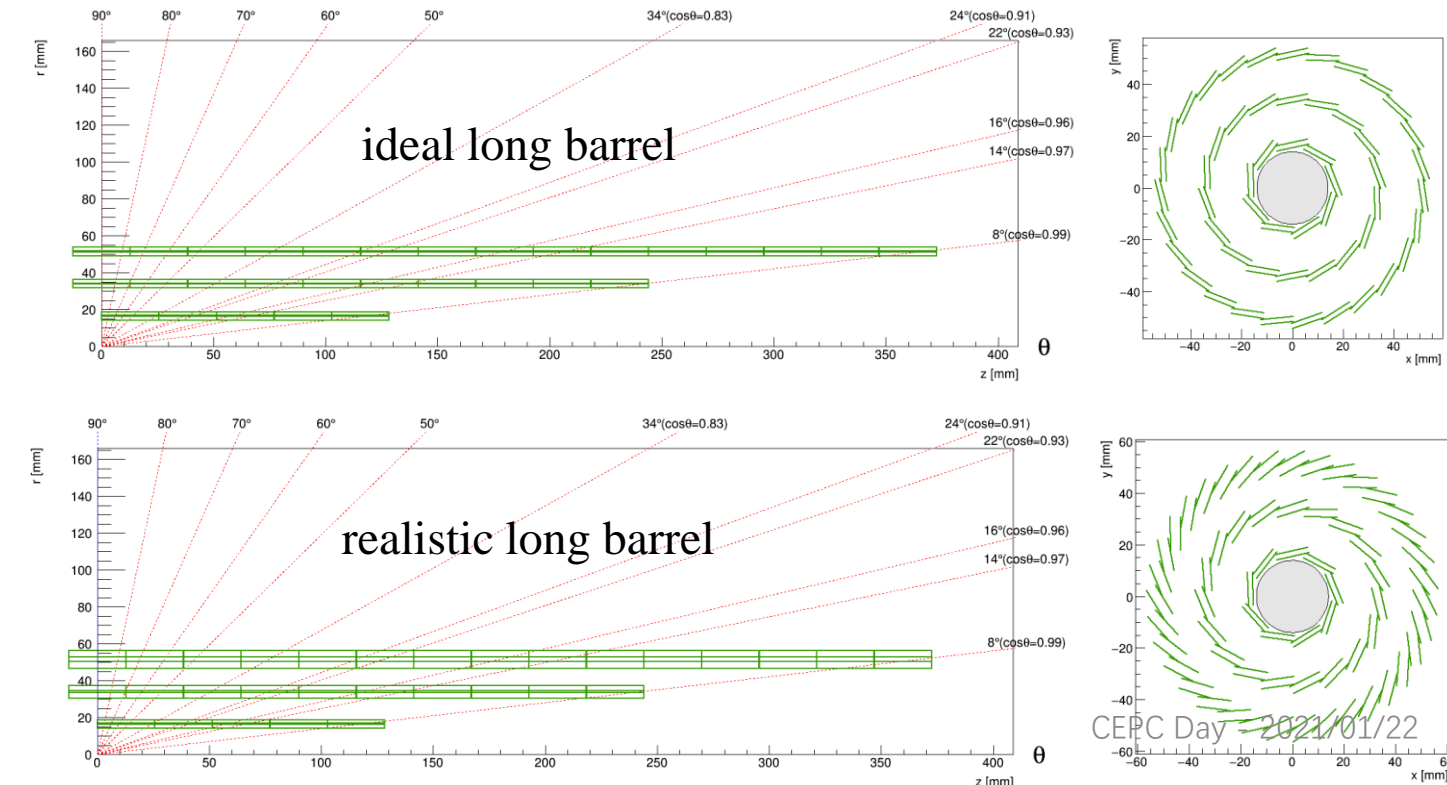 90° 80° 70° 60° 50° 34°(cosθ=0.83) 24°(cosθ=0.91)
22°(cosθ=0.93)
16°(cosθ=0.96)
14°(cosθ=0.97)
8°(cosθ=0.99)
ideal long barrel
r [mm]
160
140
120
100
80
60
40
20
0
0 50 100 150 200 250 300 350 400 θ
z [mm]
y [mm]
40
20
0
−20
−40
−40 −20 0 20 40
x [mm]
90° 80° 70° 60° 50° 34°(cosθ=0.83) 24°(cosθ=0.91)
22°(cosθ=0.93)
16°(cosθ=0.96)
14°(cosθ=0.97)
8°(cosθ=0.99)
realistic long barrel
r [mm]
160
140
120
100
80
60
40
20
0
0 50 100 150 200 250 300 350 400 θ
z [mm]
y [mm]
60
40
20
0
−20
−40
−60
−60 −40 −20 0 20 40
x [mm]
CEPC Day - 2021/01/22